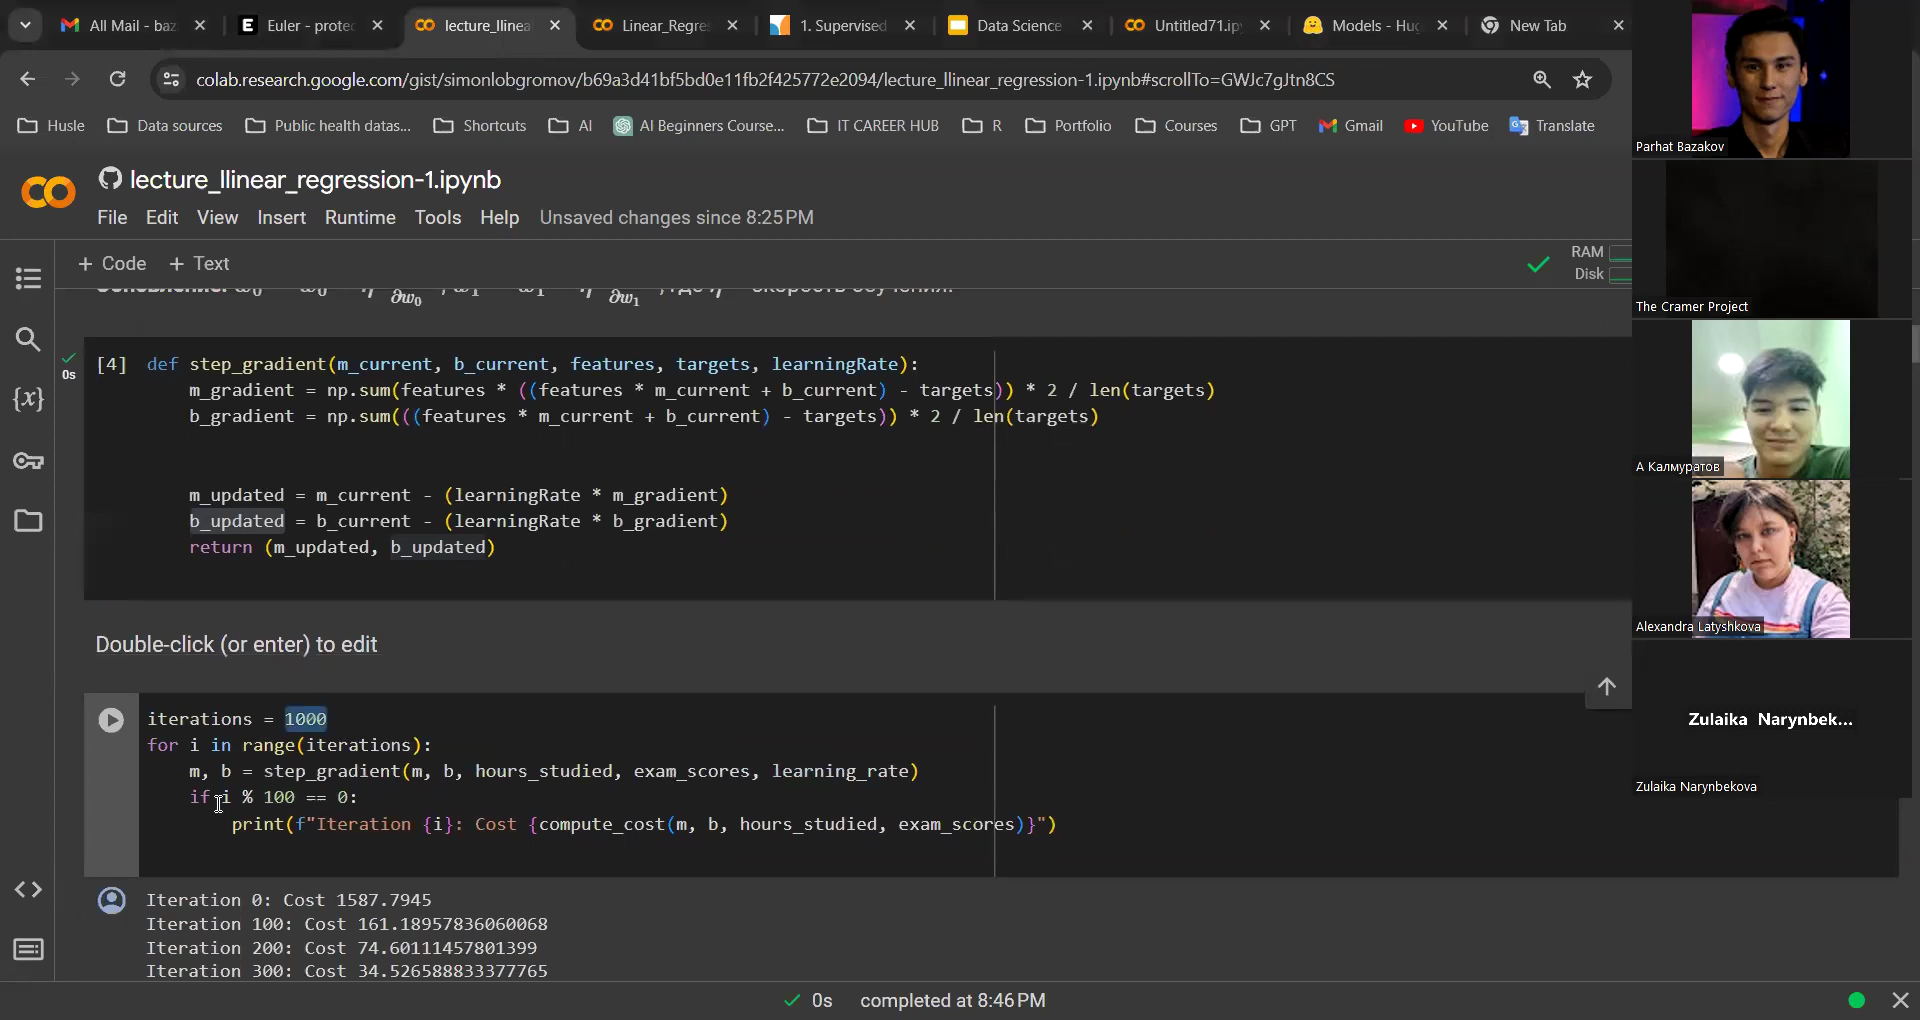 All Mail - baz
Euler - protec
lecture_llinea
Linear_Regre
1. Supervised
Data Science
Untitled71.ip
Models - Hug
New Tab
colab.research.google.com/gist/simonlobgromov/b69a3d41bf5bd0e11fb2f425772e2094/lecture_llinear_regression-1.ipynb#scrollTo=GWJc7gJtn8CS
Husle
Data sources
Public health datas...
Shortcuts
AI
AI Beginners Course...
IT CAREER HUB
R
Portfolio
Courses
GPT
Gmail
YouTube
Translate
lecture_llinear_regression-1.ipynb
File Edit View Insert Runtime Tools Help Unsaved changes since 8:25 PM
+ Code + Text
RAM
Disk
[4] def step_gradient(m_current, b_current, features, targets, learningRate):
0s
m_gradient = np.sum(features * ((features * m_current + b_current) - targets)) * 2 / len(targets)
b_gradient = np.sum(((features * m_current + b_current) - targets)) * 2 / len(targets)
m_updated = m_current - (learningRate * m_gradient)
b_updated = b_current - (learningRate * b_gradient)
return (m_updated, b_updated)
Double-click (or enter) to edit
iterations = 1000
for i in range(iterations):
m, b = step_gradient(m, b, hours_studied, exam_scores, learning_rate)
if i % 100 == 0:
print(f"Iteration {i}: Cost {compute_cost(m, b, hours_studied, exam_scores)}")
Iteration 0: Cost 1587.7945
Iteration 100: Cost 161.18957836060068
Iteration 200: Cost 74.60111457801399
Iteration 300: Cost 34.526588833377765
0s completed at 8:46 PM
Parhat Bazakov
The Cramer Project
А Калмуратов
Alexandra Latyshkova
Zulaika Narynbek...
Zulaika Narynbekova